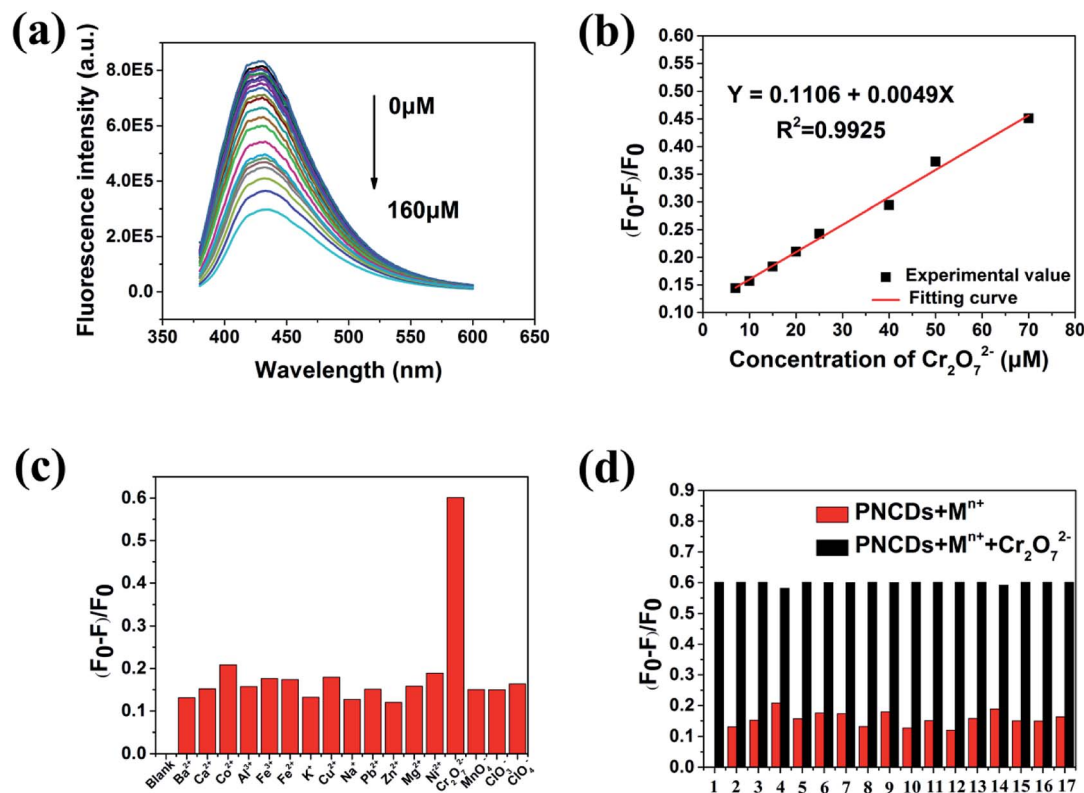 (a)
Fluorescence intensity (a.u.)
8.0E5
6.0E5
4.0E5
2.0E5
0.0
0μM
160μM
350 400 450 500 550 600 650
Wavelength (nm)
(b)
(F₀-F)/F₀
0.60
0.55
0.50
0.45
0.40
0.35
0.30
0.25
0.20
0.15
0.10
Y = 0.1106 + 0.0049X
R²=0.9925
Experimental value
Fitting curve
0 10 20 30 40 50 60 70 80
Concentration of Cr₂O₇²⁻ (μM)
(c)
(F₀-F)/F₀
0.6
0.5
0.4
0.3
0.2
0.1
0.0
Blank Ba²⁺ Ca²⁺ Co²⁺ Al³⁺ Fe³⁺ Fe²⁺ K⁺ Cu²⁺ Na⁺ Pb²⁺ Zn²⁺ Mg²⁺ Ni²⁺ Cr₂O₇²⁻
(d)
(F₀-F)/F₀
0.9
0.8
0.7
0.6
0.5
0.4
0.3
0.2
0.1
0.0
PNCDs+Mⁿ⁺
PNCDs+Mⁿ⁺+Cr₂O₇²⁻
1 2 3 4 5 6 7 8 9 10 11 12 13 14 15 16 17